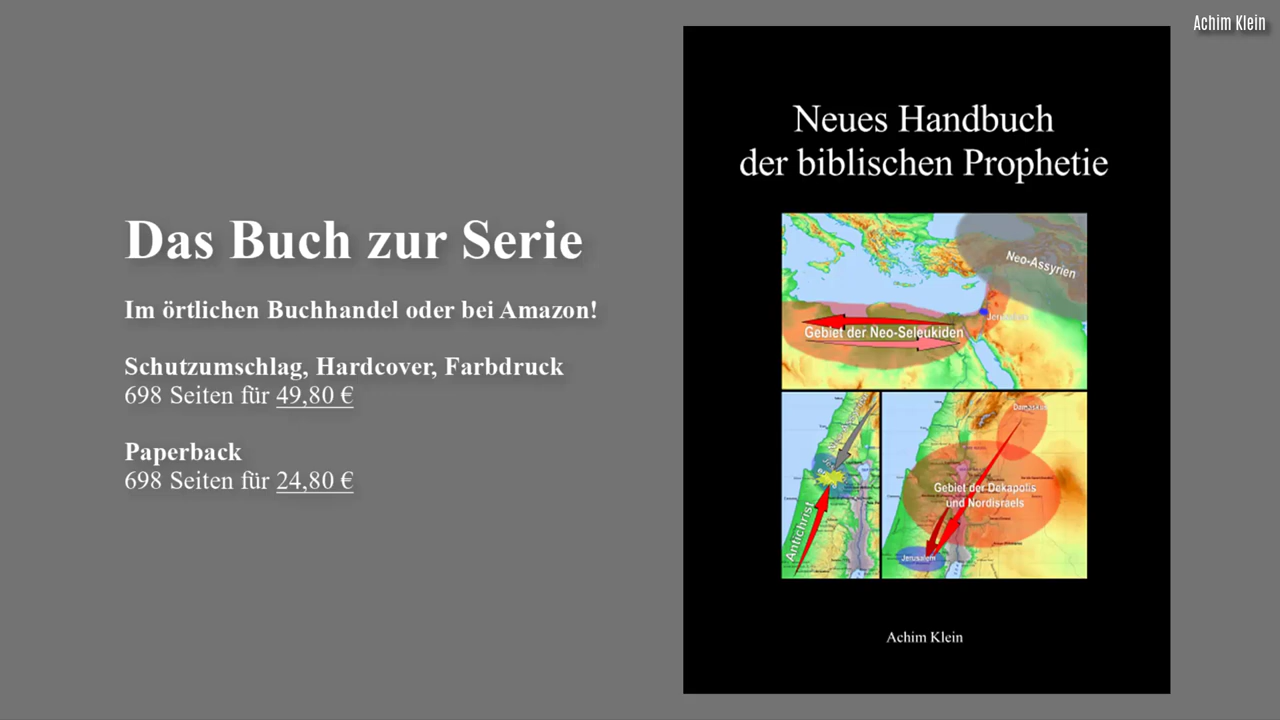 Achim Klein
Das Buch zur Serie
Im örtlichen Buchhandel oder bei Amazon!
Schutzumschlag, Hardcover, Farbdruck
698 Seiten für 49,80 €
Paperback
698 Seiten für 24,80 €
Neues Handbuch
der biblischen Prophetie
Neo-Assyrien
Jerusalem
Gebiet der Neo-Seleukiden
Antichrist
Damaskus
Gebiet der Dekapolis
und Nordisraels
Jerusalem
Achim Klein